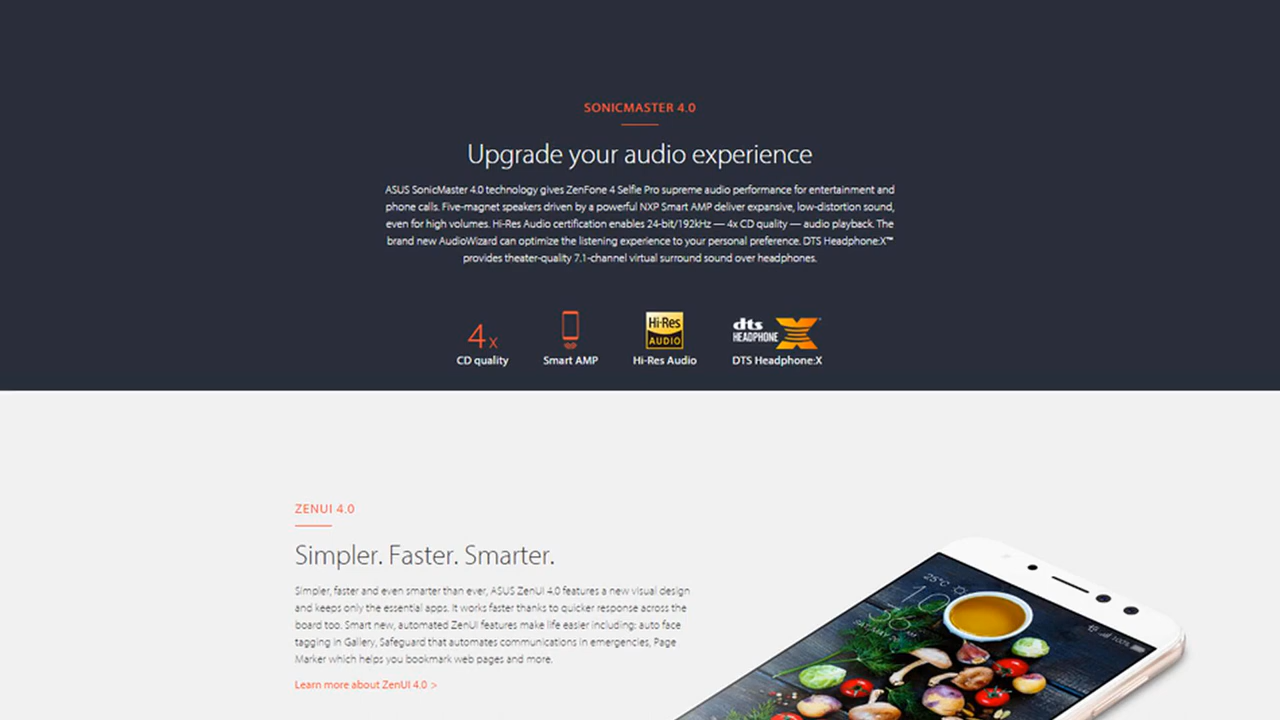 SONICMASTER 4.0
Upgrade your audio experience
ASUS SonicMaster 4.0 technology gives ZenFone 4 Selfie Pro supreme audio performance for entertainment and
phone calls. Five-magnet speakers driven by a powerful NXP Smart AMP deliver expansive, low-distortion sound,
even for high volumes. Hi-Res Audio certification enables 24-bit/192kHz — 4x CD quality — audio playback. The
brand new AudioWizard can optimize the listening experience to your personal preference. DTS Headphone:X™
provides theater-quality 7.1-channel virtual surround sound over headphones.
4x
CD quality
Smart AMP
Hi-Res
AUDIO
Hi-Res Audio
dts
HEADPHONE X
DTS Headphone:X
ZENUI 4.0
Simpler. Faster. Smarter.
Simpler, faster and even smarter than ever, ASUS ZenUI 4.0 features a new visual design
and keeps only the essential apps. It works faster thanks to quicker response across the
board too. Smart new, automated ZenUI features make life easier including: auto face
tagging in Gallery, Safeguard that automates communications in emergencies, Page
Marker which helps you bookmark web pages and more.
Learn more about ZenUI 4.0 >
25°C
100%